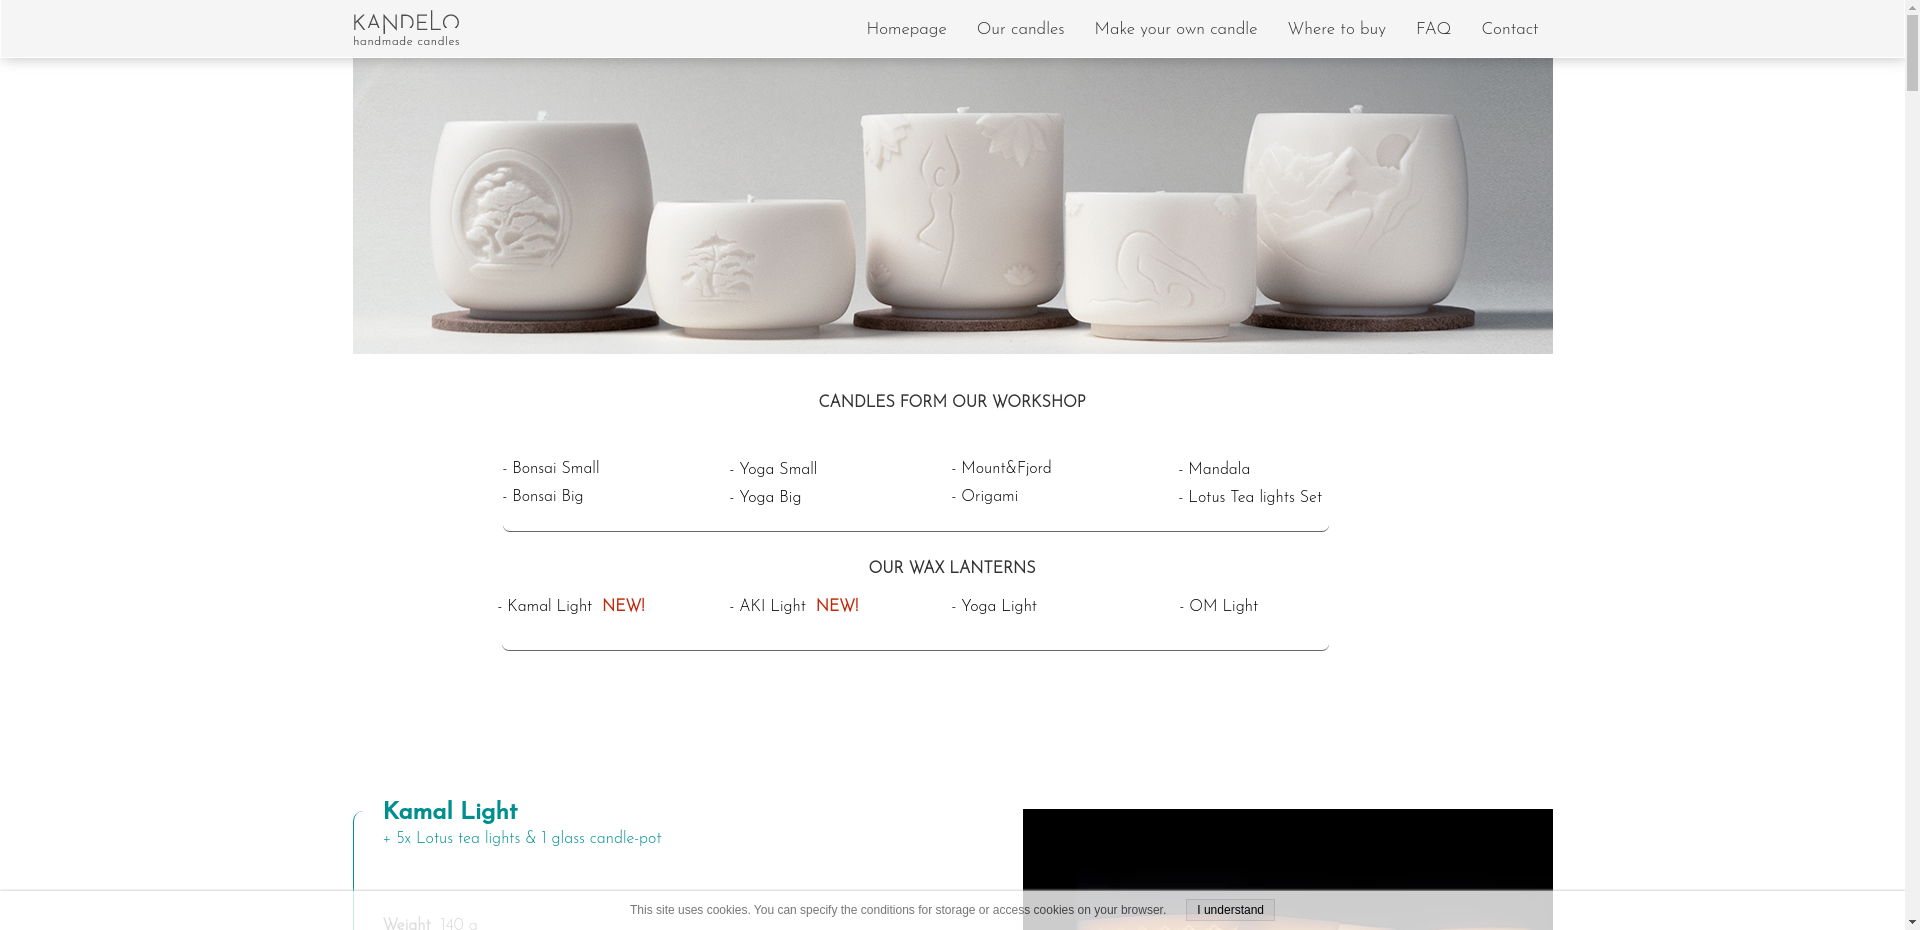 KANDELO
handmade candles
Homepage Our candles Make your own candle Where to buy FAQ Contact
CANDLES FORM OUR WORKSHOP
- Bonsai Small - Yoga Small - Mount&Fjord - Mandala
- Bonsai Big - Yoga Big - Origami - Lotus Tea lights Set
OUR WAX LANTERNS
- Kamal Light NEW! - AKI Light NEW! - Yoga Light - OM Light
Kamal Light
+ 5x Lotus tea lights & 1 glass candle-pot
This site uses cookies. You can specify the conditions for storage or access cookies on your browser. I understand
Weight 140 g